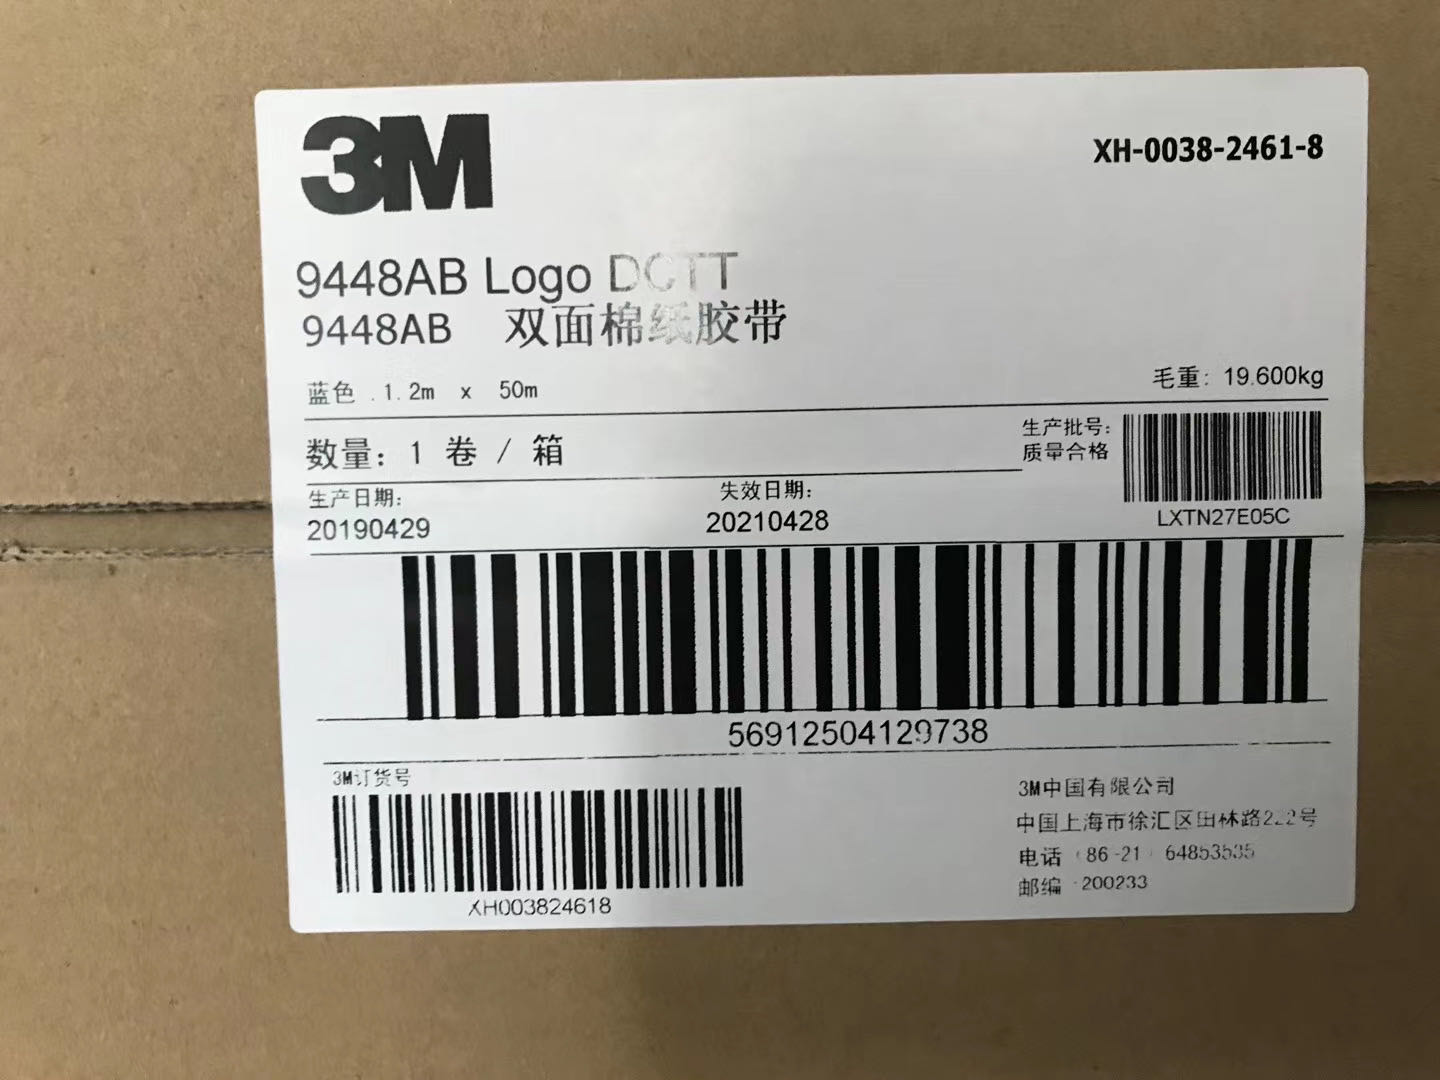 3M
XH-0038-2461-8
9448AB Logo DCTT
9448AB 双面棉纸胶带
蓝色 .1.2m x 50m
毛重: 19.600kg
数量: 1 卷 / 箱
生产批号:
质量合格
LXTN27E05C
生产日期:
20190429
失效日期:
20210428
56912504129738
3M订货号
XH003824618
3M中国有限公司
中国上海市徐汇区田林路222号
电话 (86-21) 64853535
邮编 200233